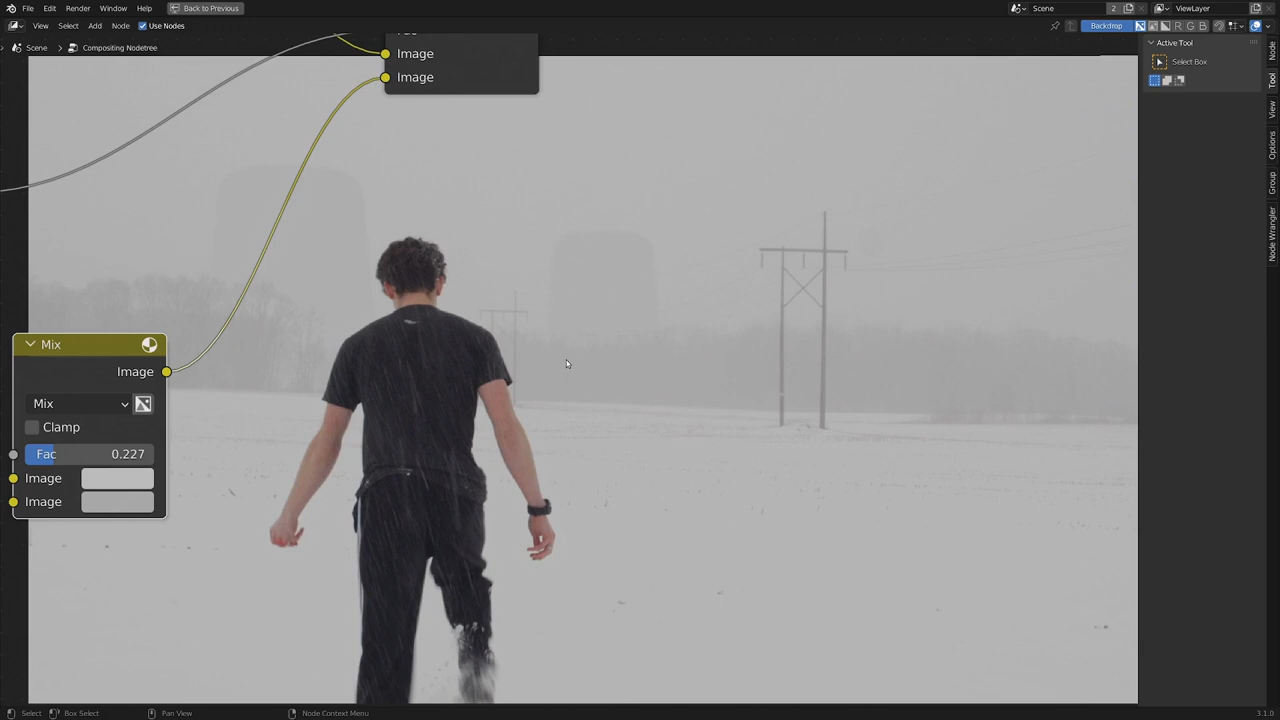 File Edit Render Window Help Back to Previous Scene 2 ViewLayer
View Select Add Node Use Nodes Backdrop R G B
Scene > Compositing Nodetree
Active Tool
Select Box
Node
Tool
View
Options
Group
Node Wrangler
Image
Image
Mix
Image
Mix
Clamp
Fac 0.227
Image
Image
Select Box Select Pan View Node Context Menu 3.1.0